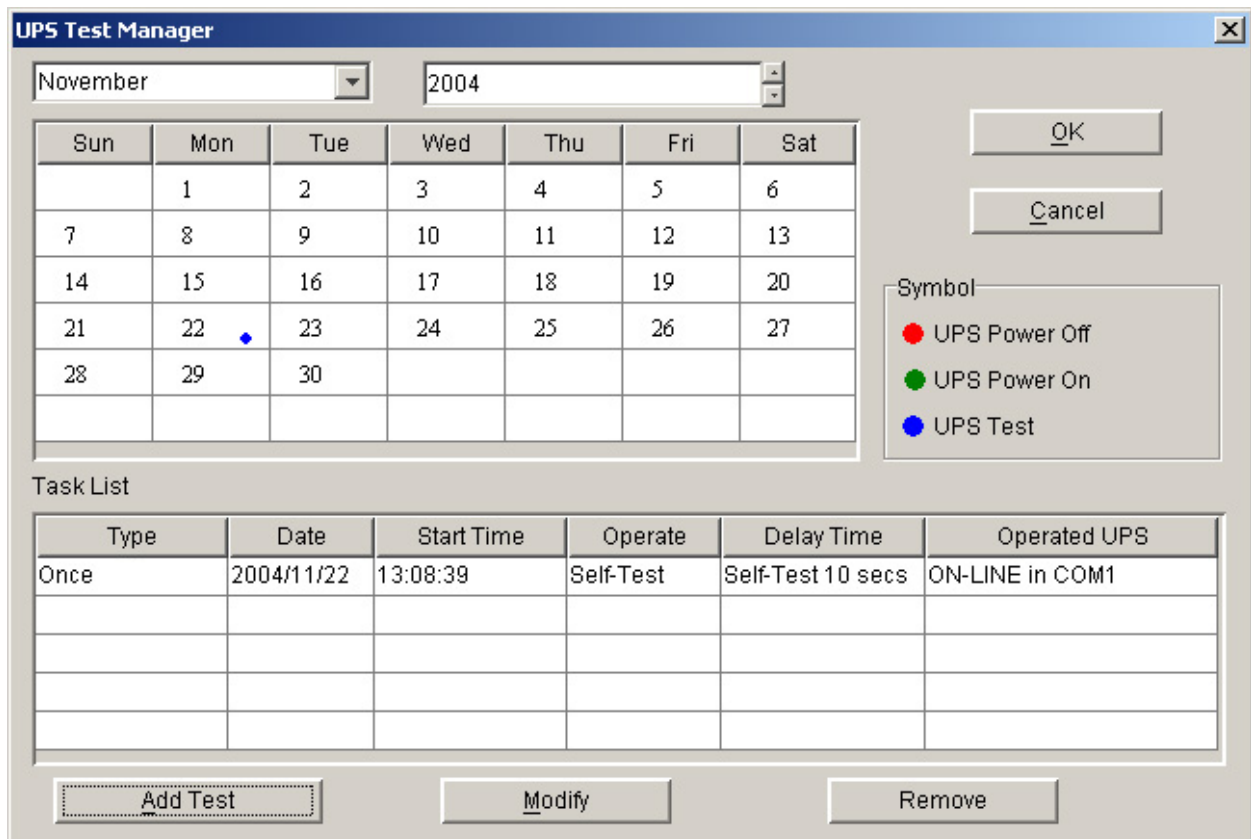 UPS Test Manager
November 2004
Sun Mon Tue Wed Thu Fri Sat
1 2 3 4 5 6
7 8 9 10 11 12 13
14 15 16 17 18 19 20
21 22 23 24 25 26 27
28 29 30
OK
Cancel
Symbol
UPS Power Off
UPS Power On
UPS Test
Task List
Type Date Start Time Operate Delay Time Operated UPS
Once 2004/11/22 13:08:39 Self-Test Self-Test 10 secs ON-LINE in COM1
Add Test Modify Remove